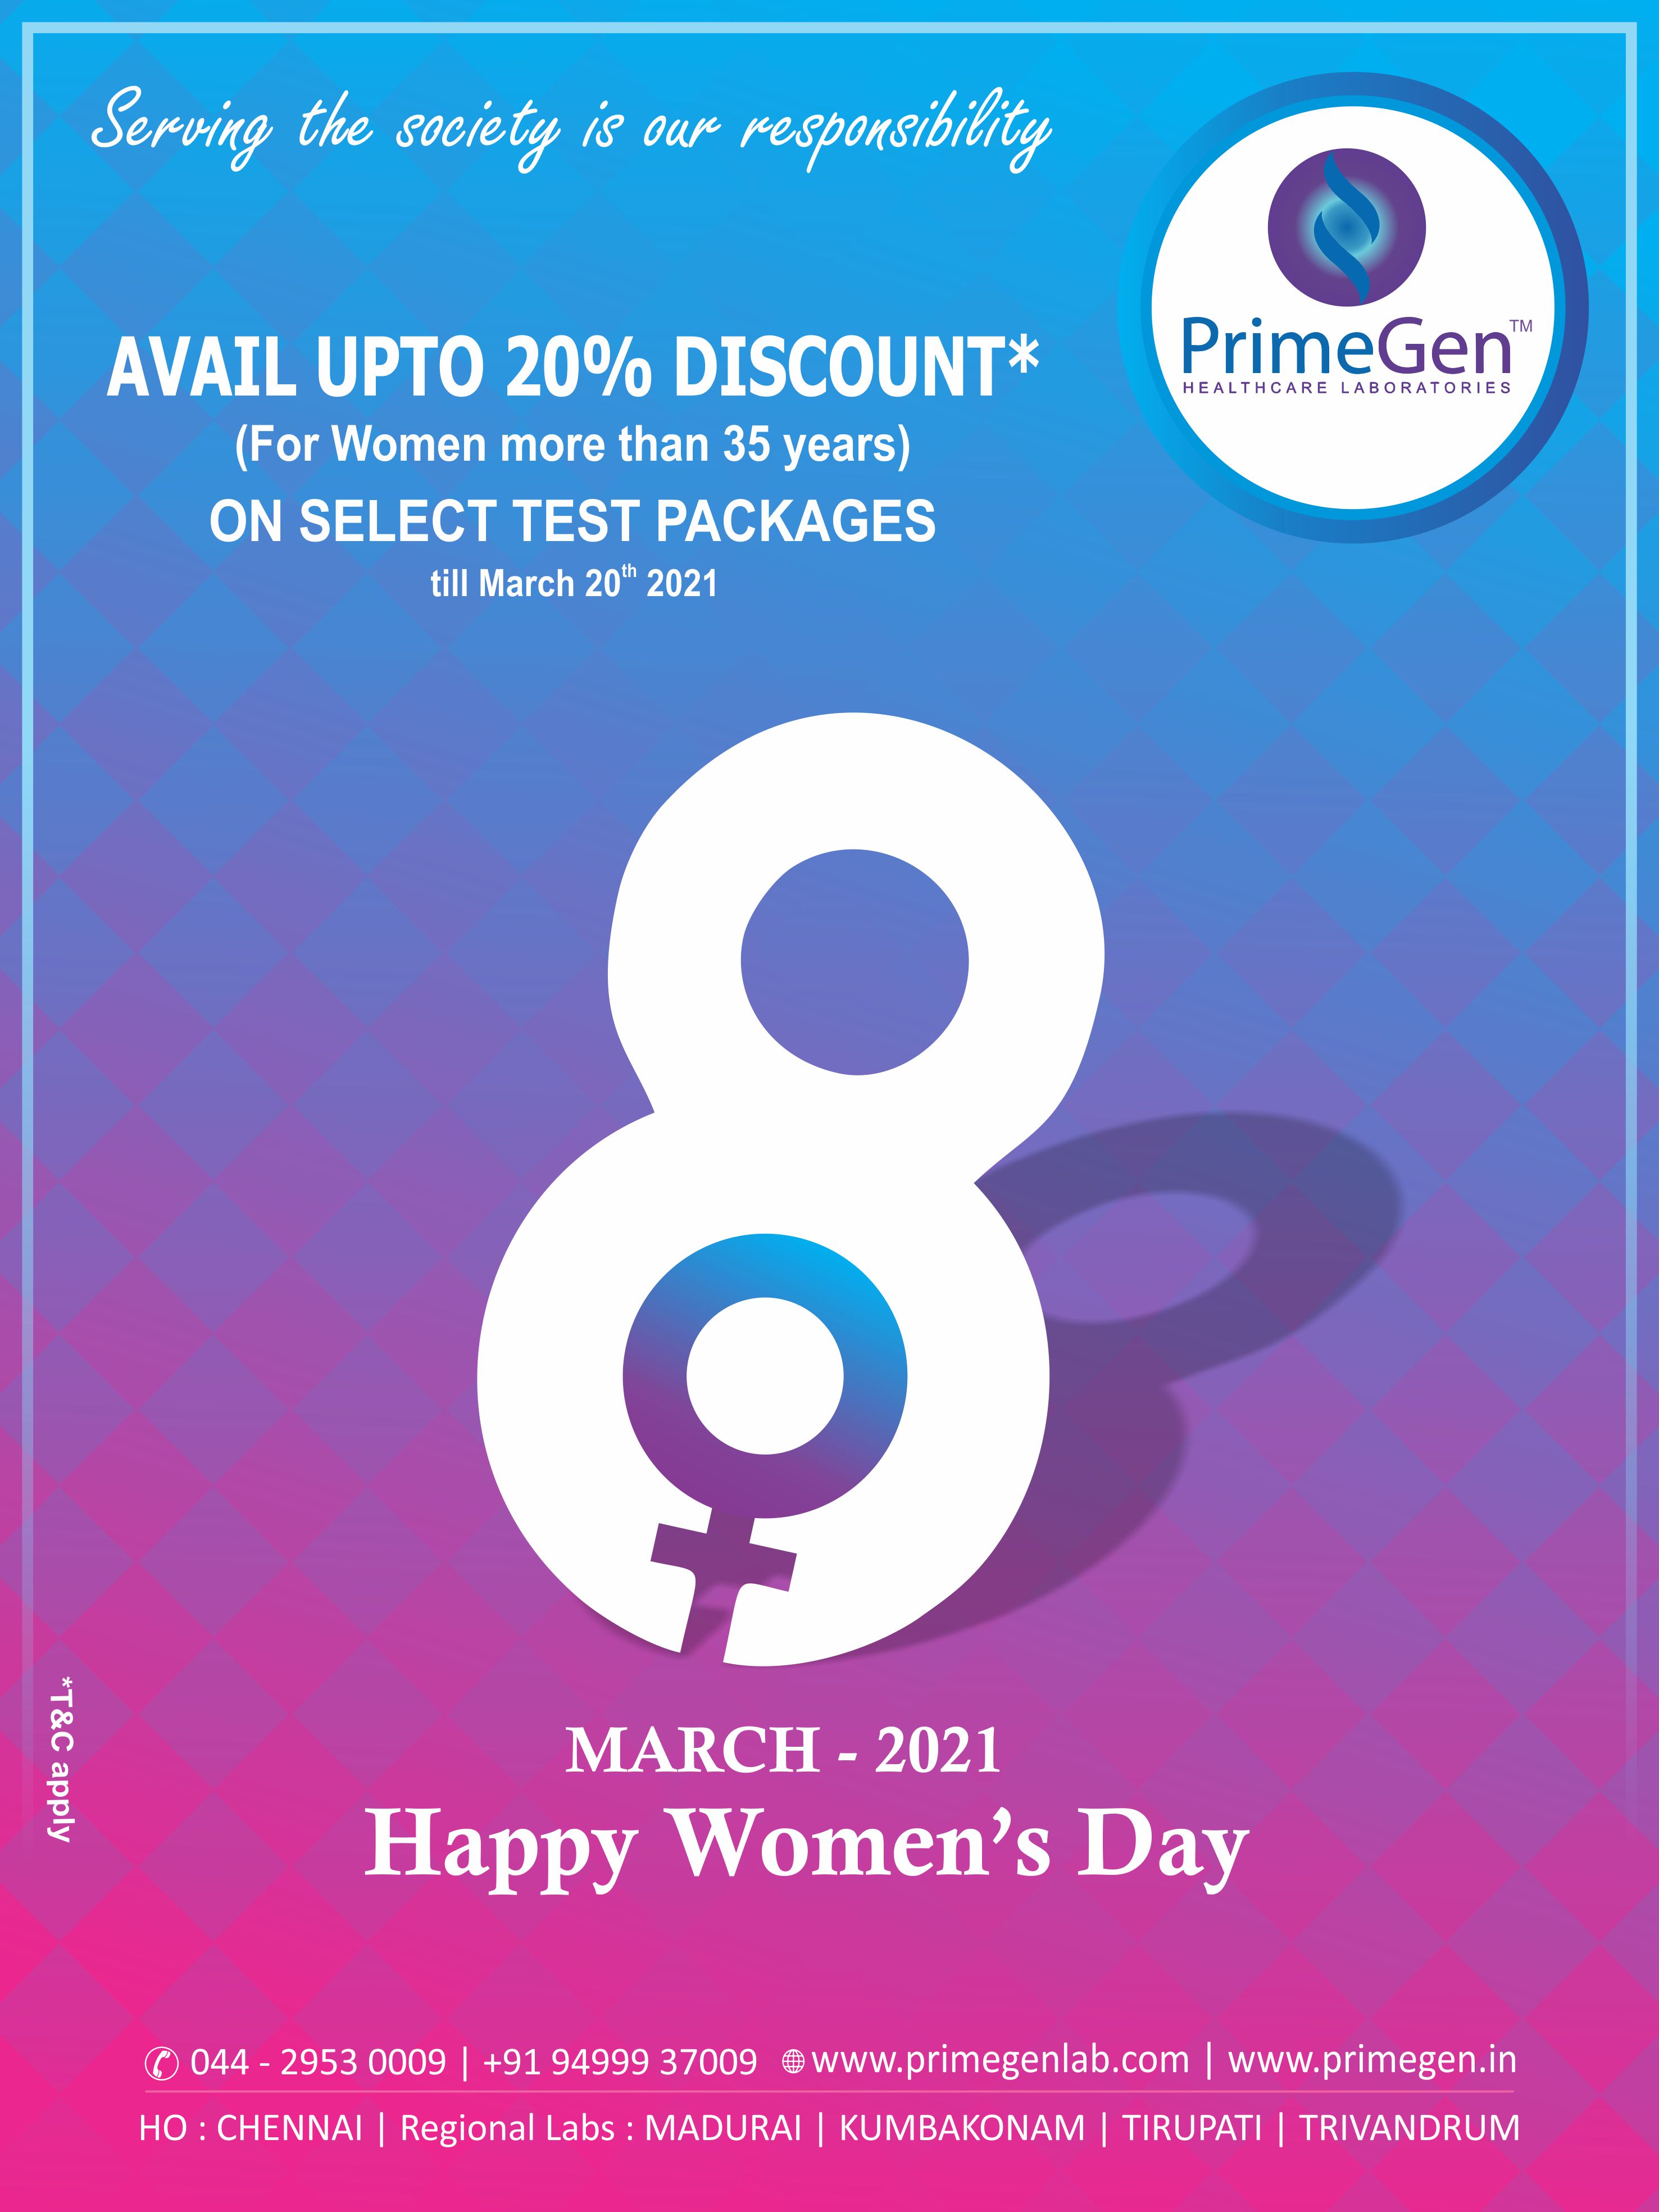 Serving the society is our responsibility
PrimeGen™
HEALTHCARE LABORATORIES
AVAIL UPTO 20% DISCOUNT*
(For Women more than 35 years)
ON SELECT TEST PACKAGES
till March 20th 2021
8
MARCH - 2021
Happy Women’s Day
*T&C apply
044 - 2953 0009 | +91 94999 37009 www.primegenlab.com | www.primegen.in
HO : CHENNAI | Regional Labs : MADURAI | KUMBAKONAM | TIRUPATI | TRIVANDRUM